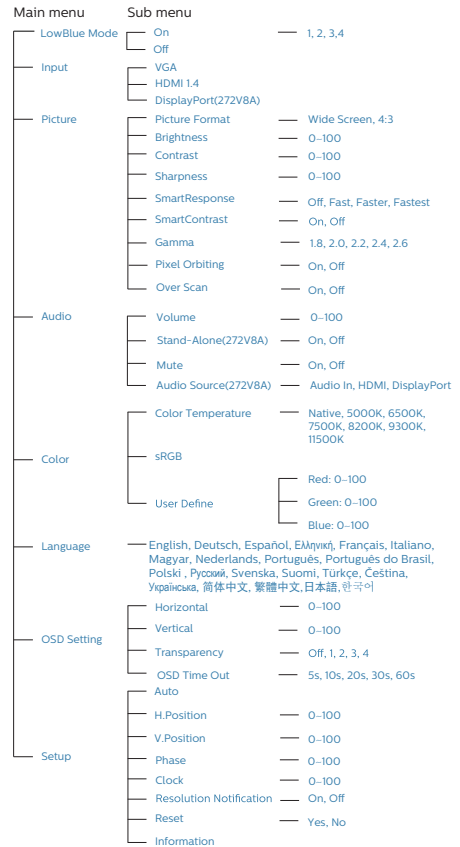 Main menu Sub menu
LowBlue Mode On 1, 2, 3,4
Off
Input VGA
HDMI 1.4
DisplayPort(272V8A)
Picture Picture Format Wide Screen, 4:3
Brightness 0–100
Contrast 0–100
Sharpness 0–100
SmartResponse Off, Fast, Faster, Fastest
SmartContrast On, Off
Gamma 1.8, 2.0, 2.2, 2.4, 2.6
Pixel Orbiting On, Off
Over Scan On, Off
Audio Volume 0–100
Stand-Alone(272V8A) On, Off
Mute On, Off
Audio Source(272V8A) Audio In, HDMI, DisplayPort
Color Temperature Native, 5000K, 6500K,
7500K, 8200K, 9300K,
11500K
Color sRGB
Red: 0–100
User Define Green: 0–100
Blue: 0–100
Language English, Deutsch, Español, Ελληνική, Français, Italiano,
Magyar, Nederlands, Português, Português do Brasil,
Polski , Русский, Svenska, Suomi, Türkçe, Čeština,
Українська, 简体中文, 繁體中文,日本語,한국어
Horizontal 0–100
Vertical 0–100
OSD Setting
Transparency Off, 1, 2, 3, 4
OSD Time Out 5s, 10s, 20s, 30s, 60s
Auto
H.Position 0–100
V.Position 0–100
Setup Phase 0–100
Clock 0–100
Resolution Notification On, Off
Reset Yes, No
Information